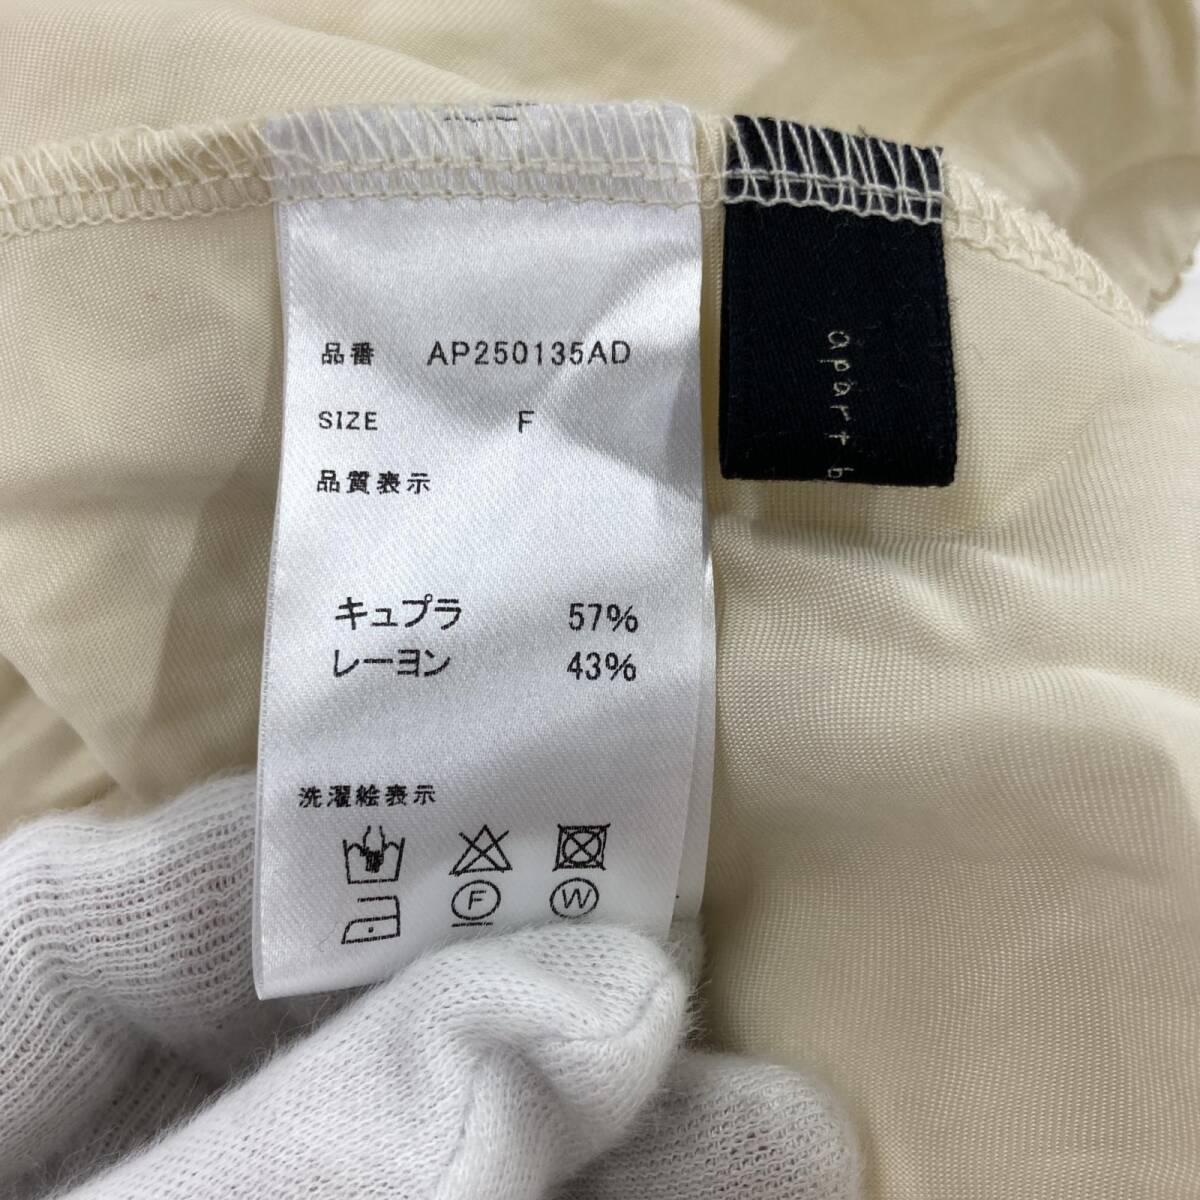 品番 AP250135AD
SIZE F
品質表示
キュプラ 57%
レーヨン 43%
洗濯絵表示
F W
apart b